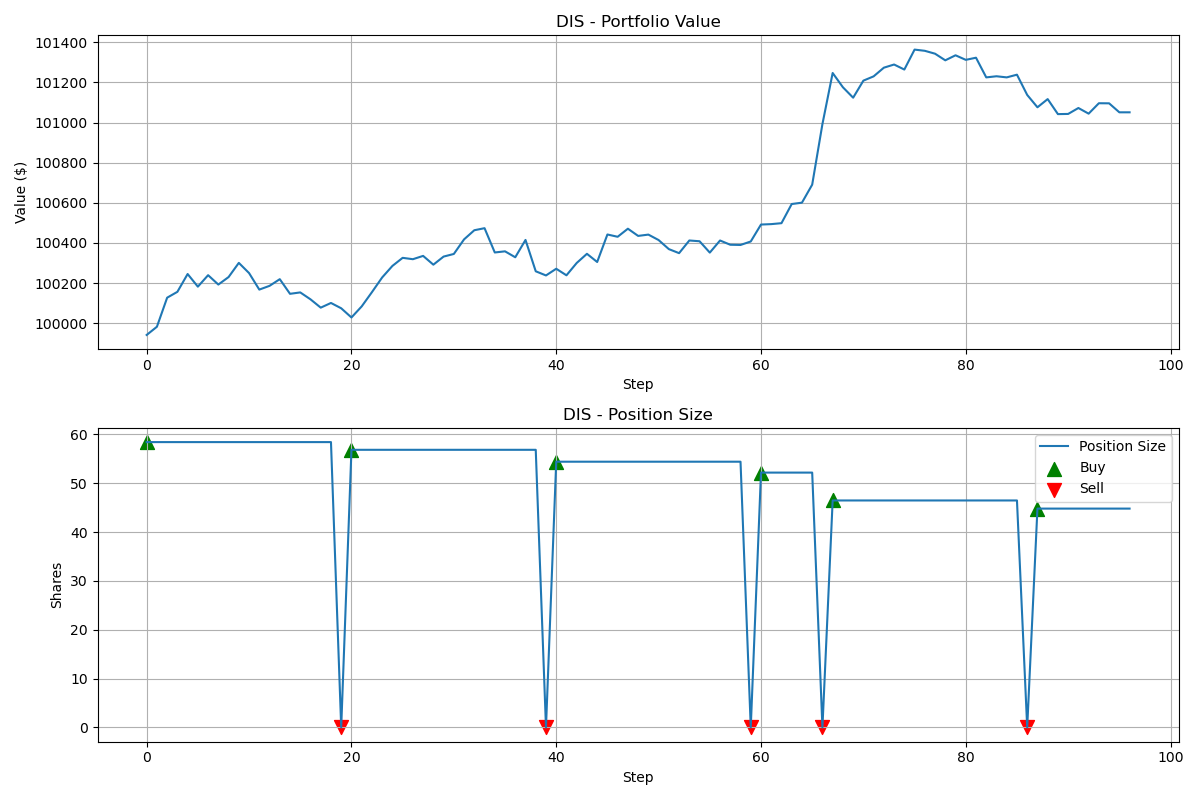 DIS - Portfolio Value
Value ($)
101400
101200
101000
100800
100600
100400
100200
100000
0 20 40 60 80 100
Step
DIS - Position Size
Shares
60
50
40
30
20
10
0
Position Size
Buy
Sell
0 20 40 60 80 100
Step